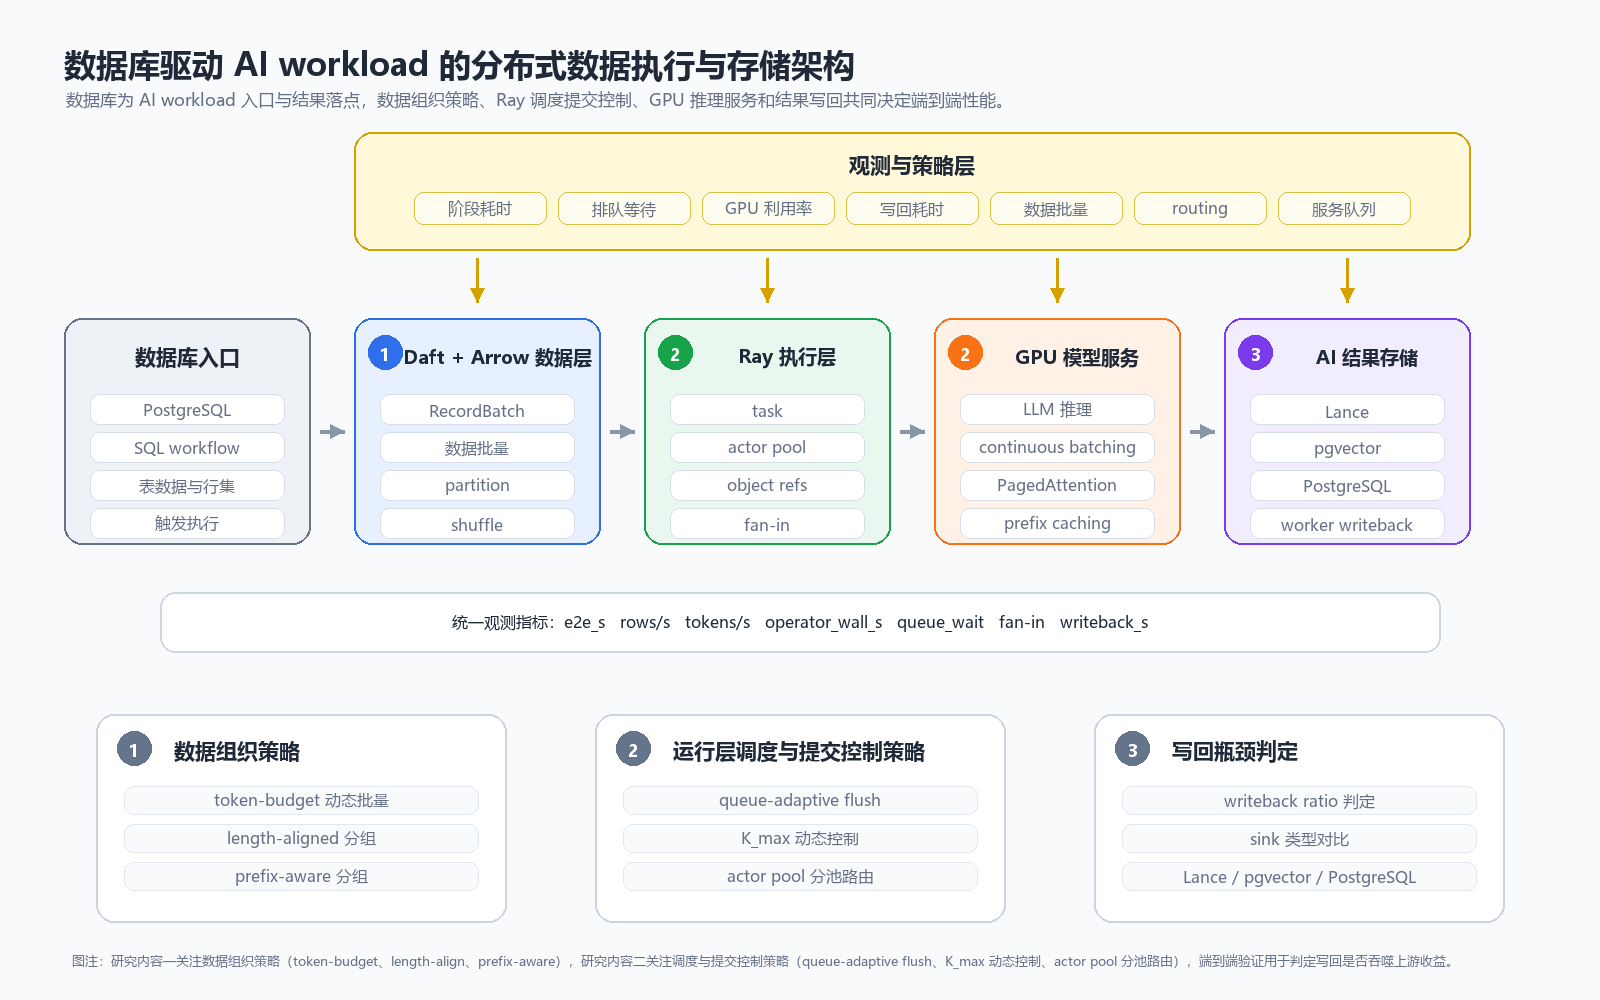 数据库驱动 AI workload 的分布式数据执行与存储架构
数据库为 AI workload 入口与结果落点，数据组织策略、Ray 调度提交控制、GPU 推理服务和结果写回共同决定端到端性能。
观测与策略层
阶段耗时
排队等待
GPU 利用率
写回耗时
数据批量
routing
服务队列
数据库入口
PostgreSQL
SQL workflow
表数据与行集
触发执行
1
Daft + Arrow 数据层
RecordBatch
数据批量
partition
shuffle
2
Ray 执行层
task
actor pool
object refs
fan-in
2
GPU 模型服务
LLM 推理
continuous batching
PagedAttention
prefix caching
3
AI 结果存储
Lance
pgvector
PostgreSQL
worker writeback
统一观测指标：e2e_s rows/s tokens/s operator_wall_s queue_wait fan-in writeback_s
1
数据组织策略
token-budget 动态批量
length-aligned 分组
prefix-aware 分组
2
运行层调度与提交控制策略
queue-adaptive flush
K_max 动态控制
actor pool 分池路由
3
写回瓶颈判定
writeback ratio 判定
sink 类型对比
Lance / pgvector / PostgreSQL
图注：研究内容一关注数据组织策略（token-budget、length-align、prefix-aware），研究内容二关注调度与提交控制策略（queue-adaptive flush、K_max 动态控制、actor pool 分池路由），端到端验证用于判定写回是否吞噬上游收益。